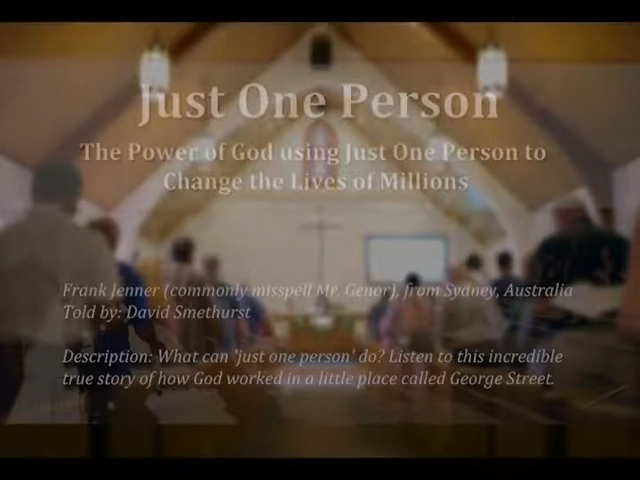 Just One Person
The Power of God using Just One Person to
Change the Lives of Millions
Frank Jenner (commonly misspell Mr. Genor), from Sydney, Australia
Told by: David Smethurst
Description: What can 'just one person' do? Listen to this incredible
true story of how God worked in a little place called George Street.